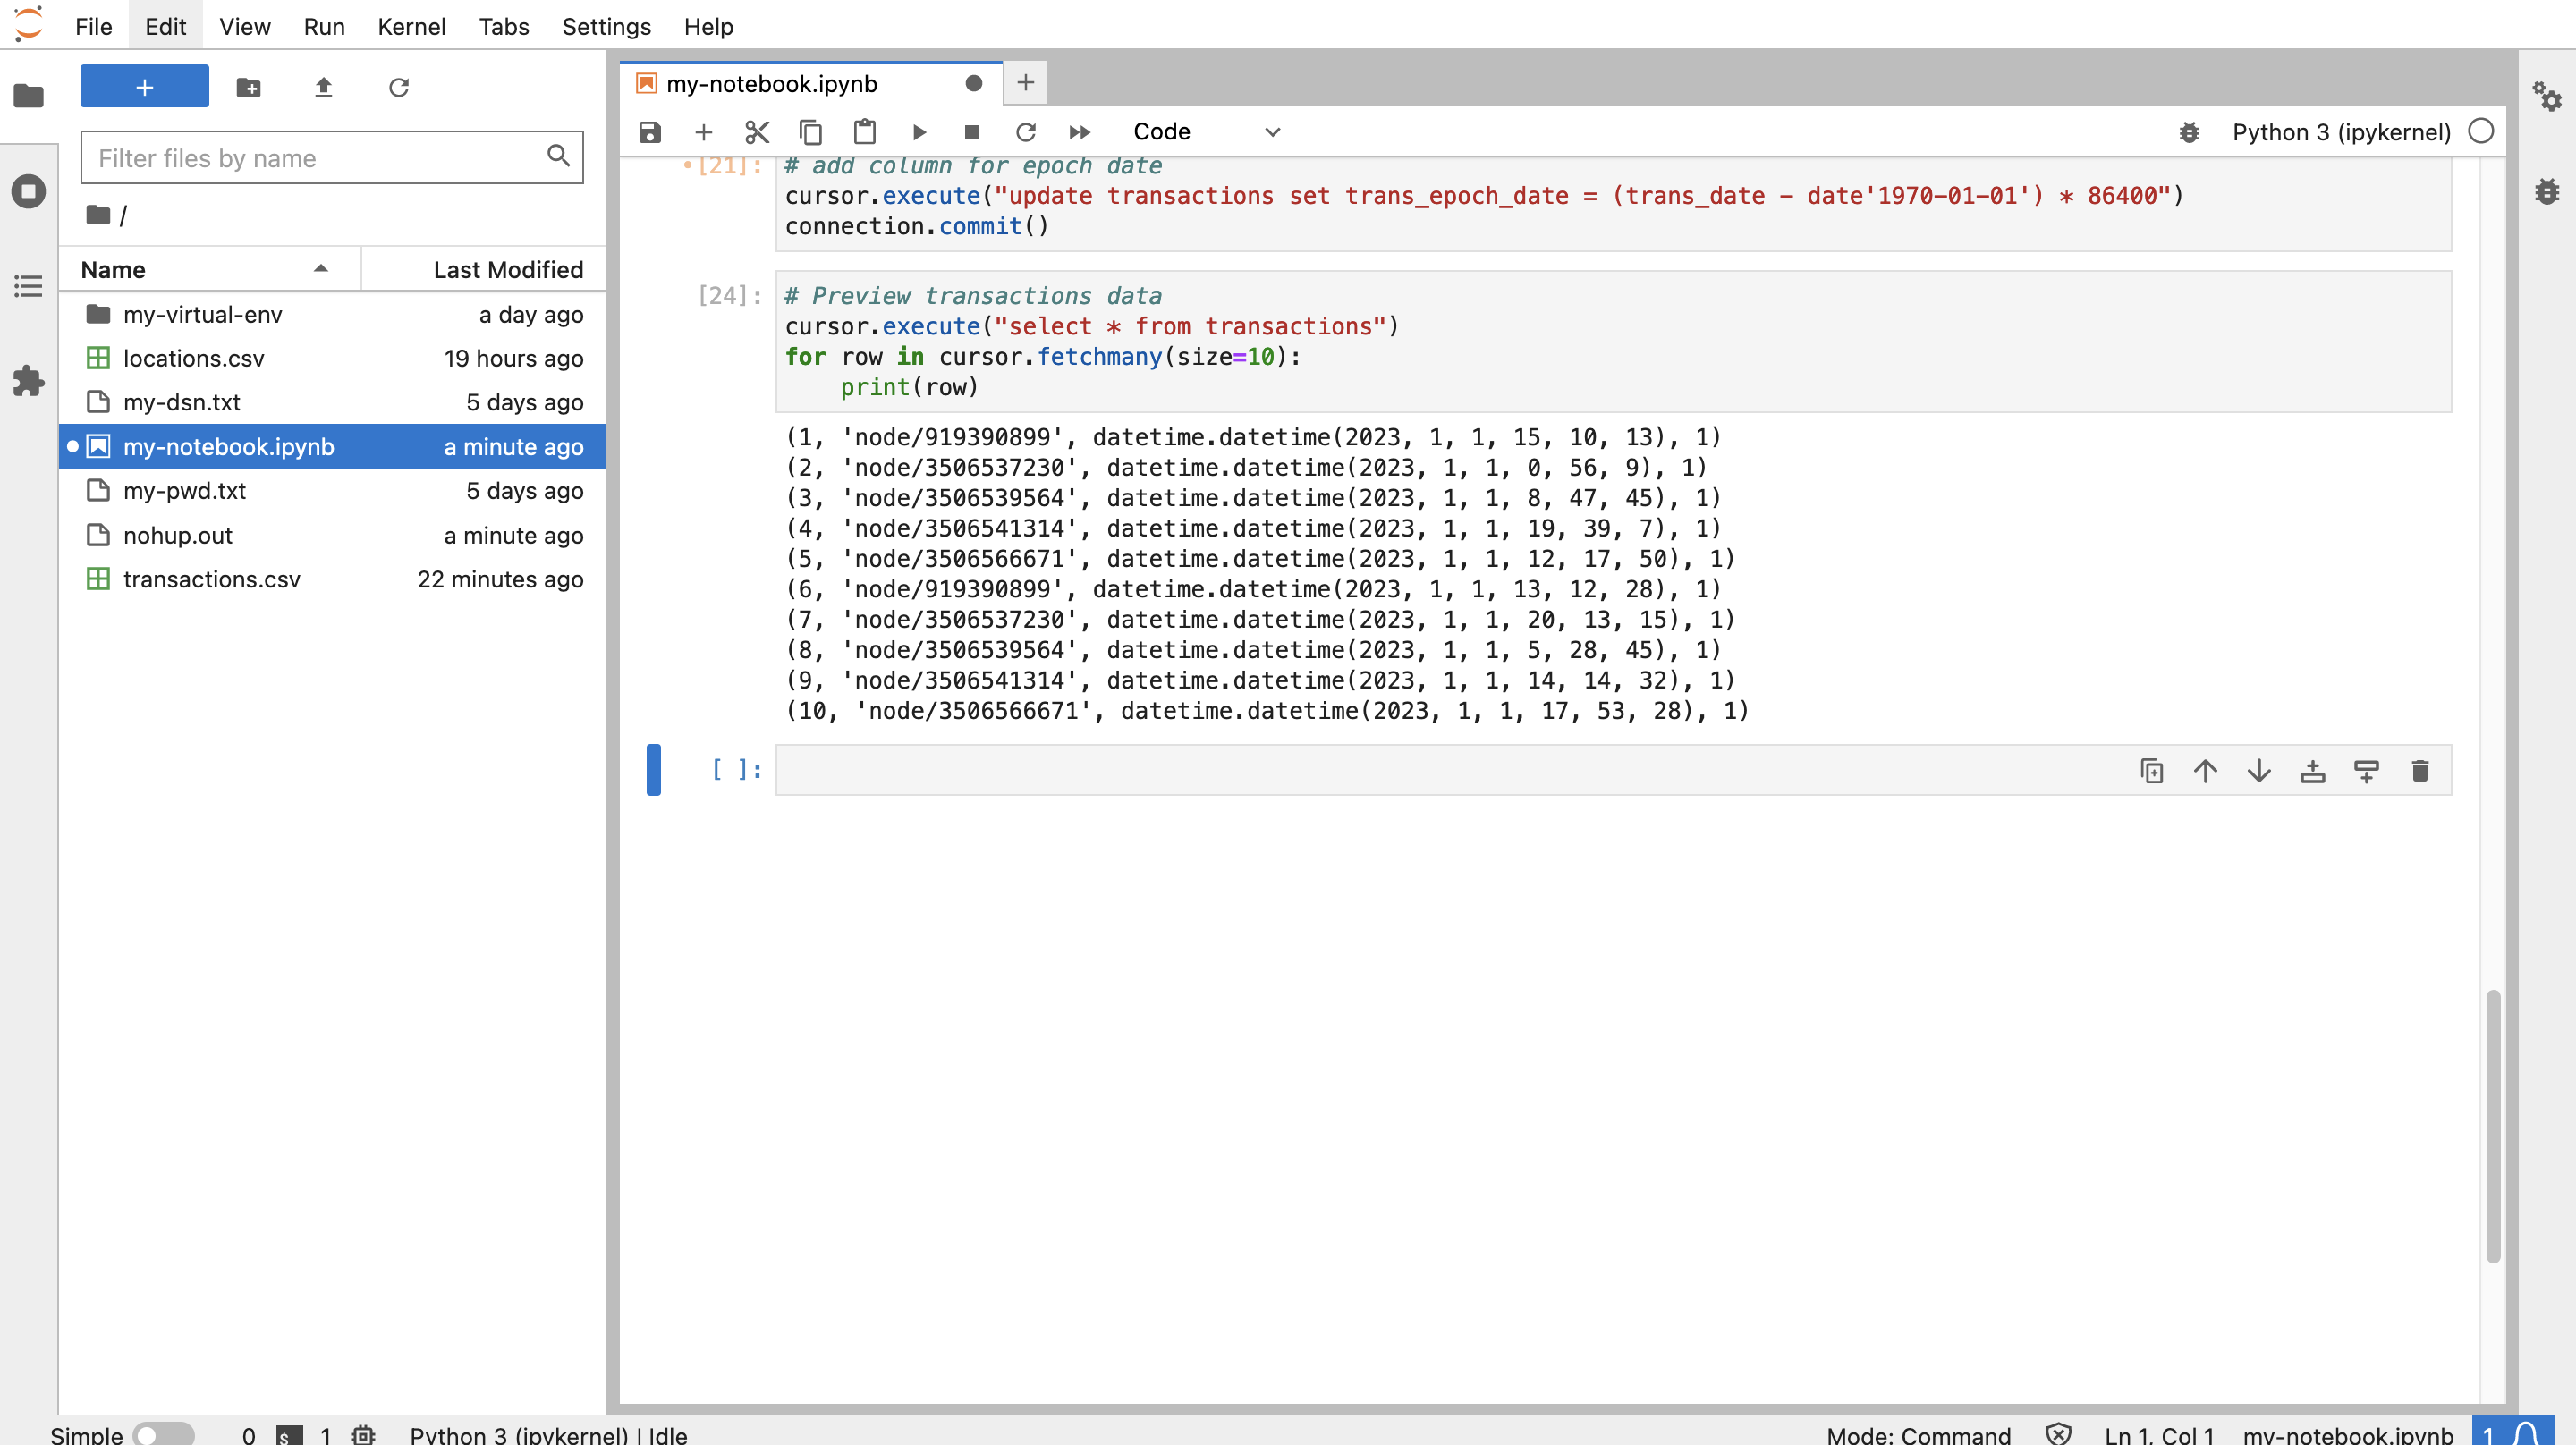 File Edit View Run Kernel Tabs Settings Help
+
Filter files by name
/
Name Last Modified
my-virtual-env a day ago
locations.csv 19 hours ago
my-dsn.txt 5 days ago
my-notebook.ipynb a minute ago
my-pwd.txt 5 days ago
nohup.out a minute ago
transactions.csv 22 minutes ago
my-notebook.ipynb
+
Code
Python 3 (ipykernel)
[21]: # add column for epoch date
cursor.execute("update transactions set trans_epoch_date = (trans_date - date'1970-01-01') * 86400")
connection.commit()
[24]: # Preview transactions data
cursor.execute("select * from transactions")
for row in cursor.fetchmany(size=10):
    print(row)
(1, 'node/919390899', datetime.datetime(2023, 1, 1, 15, 10, 13), 1)
(2, 'node/3506537230', datetime.datetime(2023, 1, 1, 0, 56, 9), 1)
(3, 'node/3506539564', datetime.datetime(2023, 1, 1, 8, 47, 45), 1)
(4, 'node/3506541314', datetime.datetime(2023, 1, 1, 19, 39, 7), 1)
(5, 'node/3506566671', datetime.datetime(2023, 1, 1, 12, 17, 50), 1)
(6, 'node/919390899', datetime.datetime(2023, 1, 1, 13, 12, 28), 1)
(7, 'node/3506537230', datetime.datetime(2023, 1, 1, 20, 13, 15), 1)
(8, 'node/3506539564', datetime.datetime(2023, 1, 1, 5, 28, 45), 1)
(9, 'node/3506541314', datetime.datetime(2023, 1, 1, 14, 14, 32), 1)
(10, 'node/3506566671', datetime.datetime(2023, 1, 1, 17, 53, 28), 1)
[ ]:
Simple 0 $_ 1 Python 3 (ipykernel) | Idle Mode: Command Ln 1, Col 1 my-notebook.ipynb 1